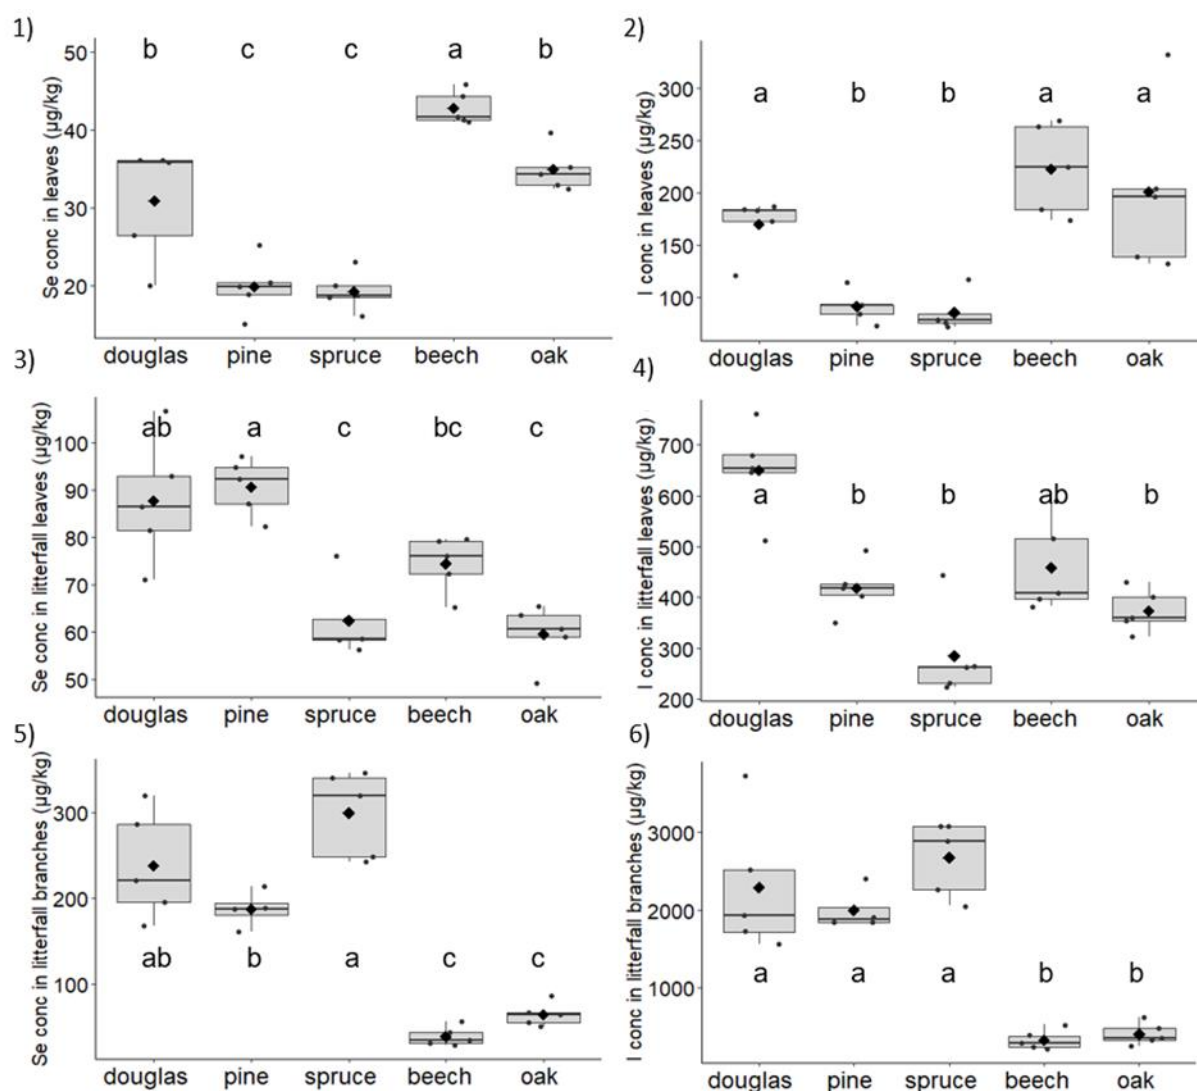 1)
Se conc in leaves (µg/kg)
50
40
30
20
b c c a b
douglas pine spruce beech oak
2)
I conc in leaves (µg/kg)
300
250
200
150
100
a b b a a
douglas pine spruce beech oak
3)
Se conc in litterfall leaves (µg/kg)
100
90
80
70
60
50
ab a c bc c
douglas pine spruce beech oak
4)
I conc in litterfall leaves (µg/kg)
700
600
500
400
300
200
a b b ab b
douglas pine spruce beech oak
5)
Se conc in litterfall branches (µg/kg)
300
200
100
ab b a c c
douglas pine spruce beech oak
6)
I conc in litterfall branches (µg/kg)
3000
2000
1000
a a a b b
douglas pine spruce beech oak